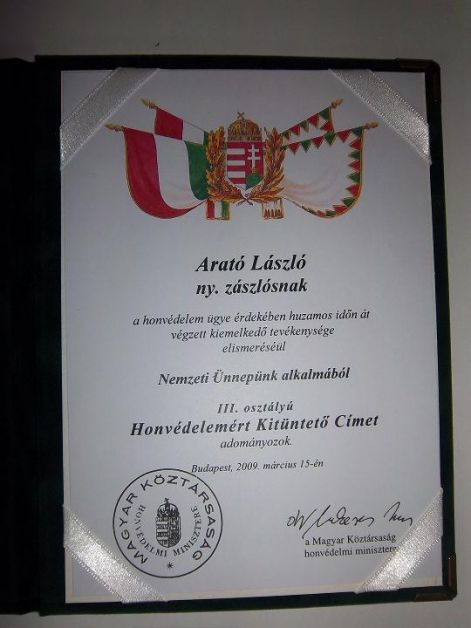 Arató László
ny. zászlósnak
a honvédelem ügye érdekében huzamos időn át
végzett kiemelkedő tevékenysége
elismeréséül
Nemzeti Ünnepünk alkalmából
III. osztályú
Honvédelemért Kitüntető Címet
adományozok.
Budapest, 2009. március 15-én
MAGYAR KÖZTÁRSASÁG
HONVÉDELMI MINISZTERE
a Magyar Köztársaság
honvédelmi minisztere